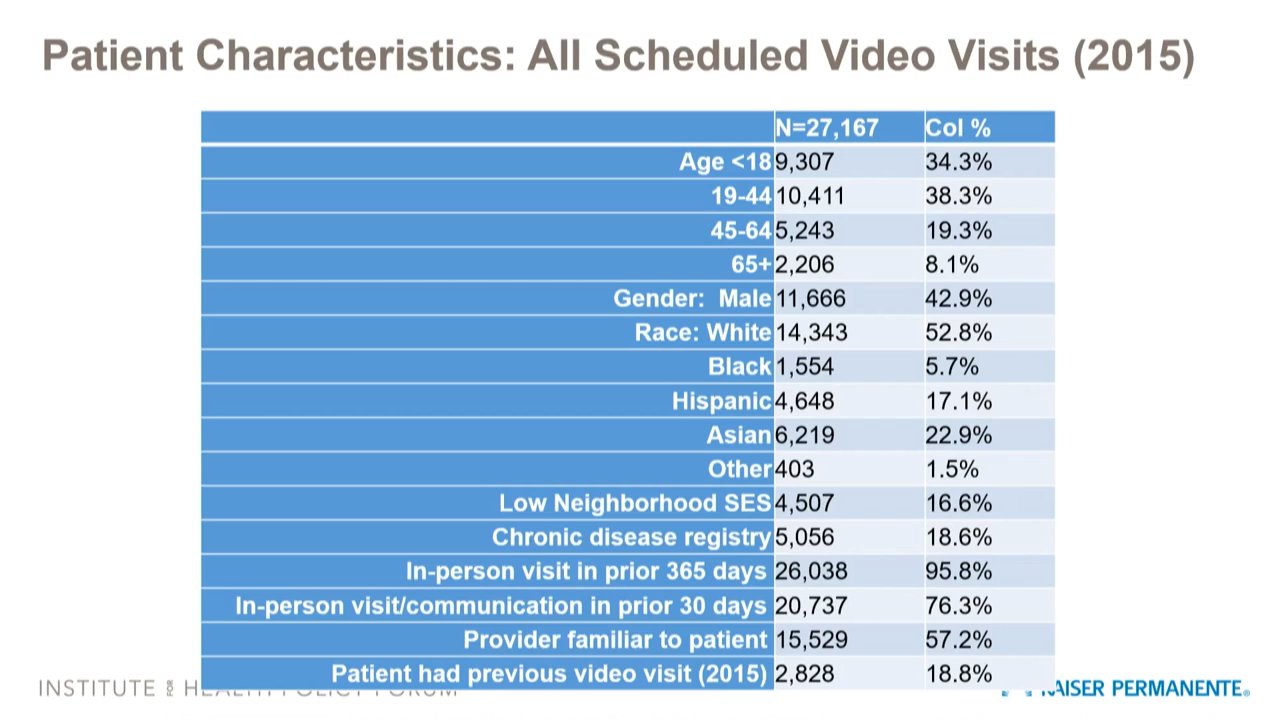 Patient Characteristics: All Scheduled Video Visits (2015)
N=27,167 Col %
Age <18 9,307 34.3%
19-44 10,411 38.3%
45-64 5,243 19.3%
65+ 2,206 8.1%
Gender: Male 11,666 42.9%
Race: White 14,343 52.8%
Black 1,554 5.7%
Hispanic 4,648 17.1%
Asian 6,219 22.9%
Other 403 1.5%
Low Neighborhood SES 4,507 16.6%
Chronic disease registry 5,056 18.6%
In-person visit in prior 365 days 26,038 95.8%
In-person visit/communication in prior 30 days 20,737 76.3%
Provider familiar to patient 15,529 57.2%
Patient had previous video visit (2015) 2,828 18.8%
INSTITUTE FOR HEALTH POLICY FORUM KAISER PERMANENTE®